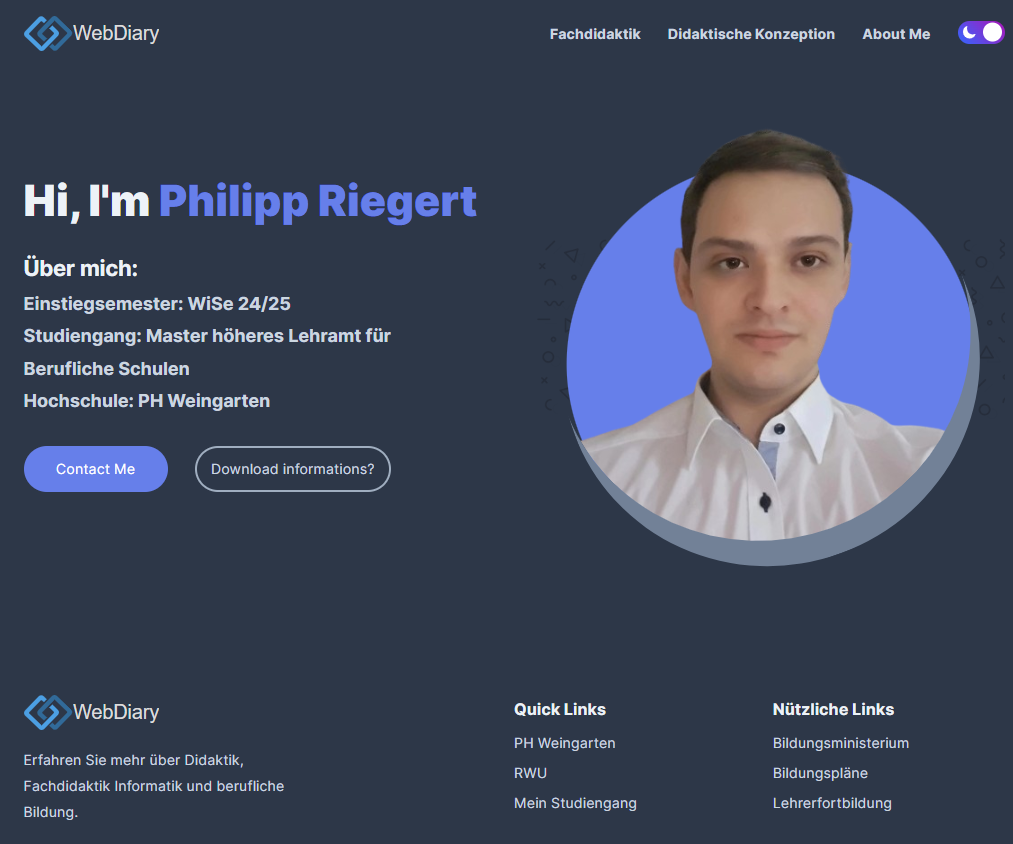 WebDiary
Fachdidaktik
Didaktische Konzeption
About Me
Hi, I'm Philipp Riegert
Über mich:
Einstiegsemester: WiSe 24/25
Studiengang: Master höheres Lehramt für
Berufliche Schulen
Hochschule: PH Weingarten
Contact Me
Download informations?
WebDiary
Erfahren Sie mehr über Didaktik,
Fachdidaktik Informatik und berufliche
Bildung.
Quick Links
PH Weingarten
RWU
Mein Studiengang
Nützliche Links
Bildungsministerium
Bildungspläne
Lehrerfortbildung